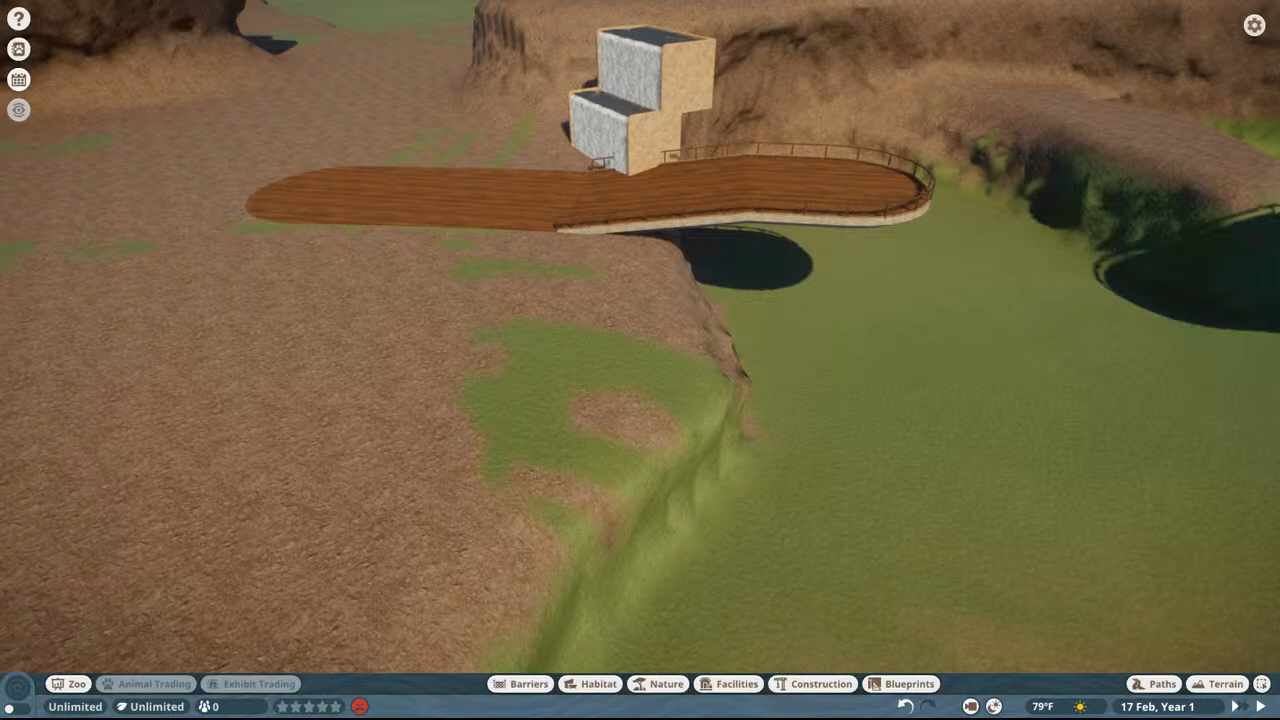 ?
Zoo Animal Trading Exhibit Trading Barriers Habitat Nature Facilities Construction Blueprints Paths Terrain
Unlimited Unlimited 0 79°F 17 Feb, Year 1